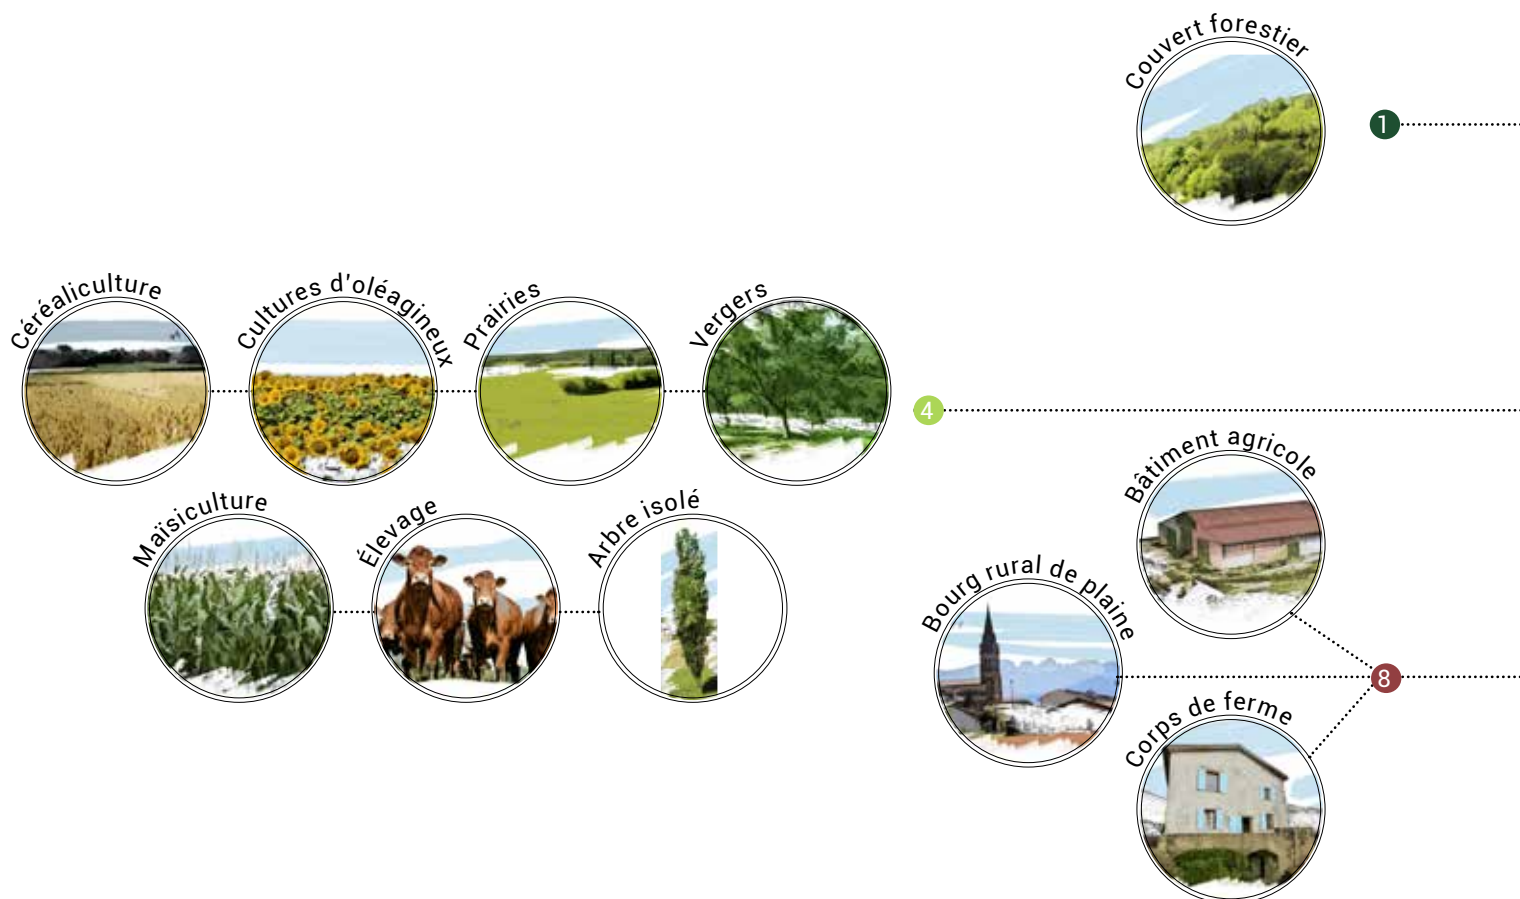 Couvert forestier
1
Céréaliculture
Cultures d'oléagineux
Prairies
Vergers
4
Maïsiculture
Élevage
Arbre isolé
Bâtiment agricole
Bourg rural de plaine
8
Corps de ferme